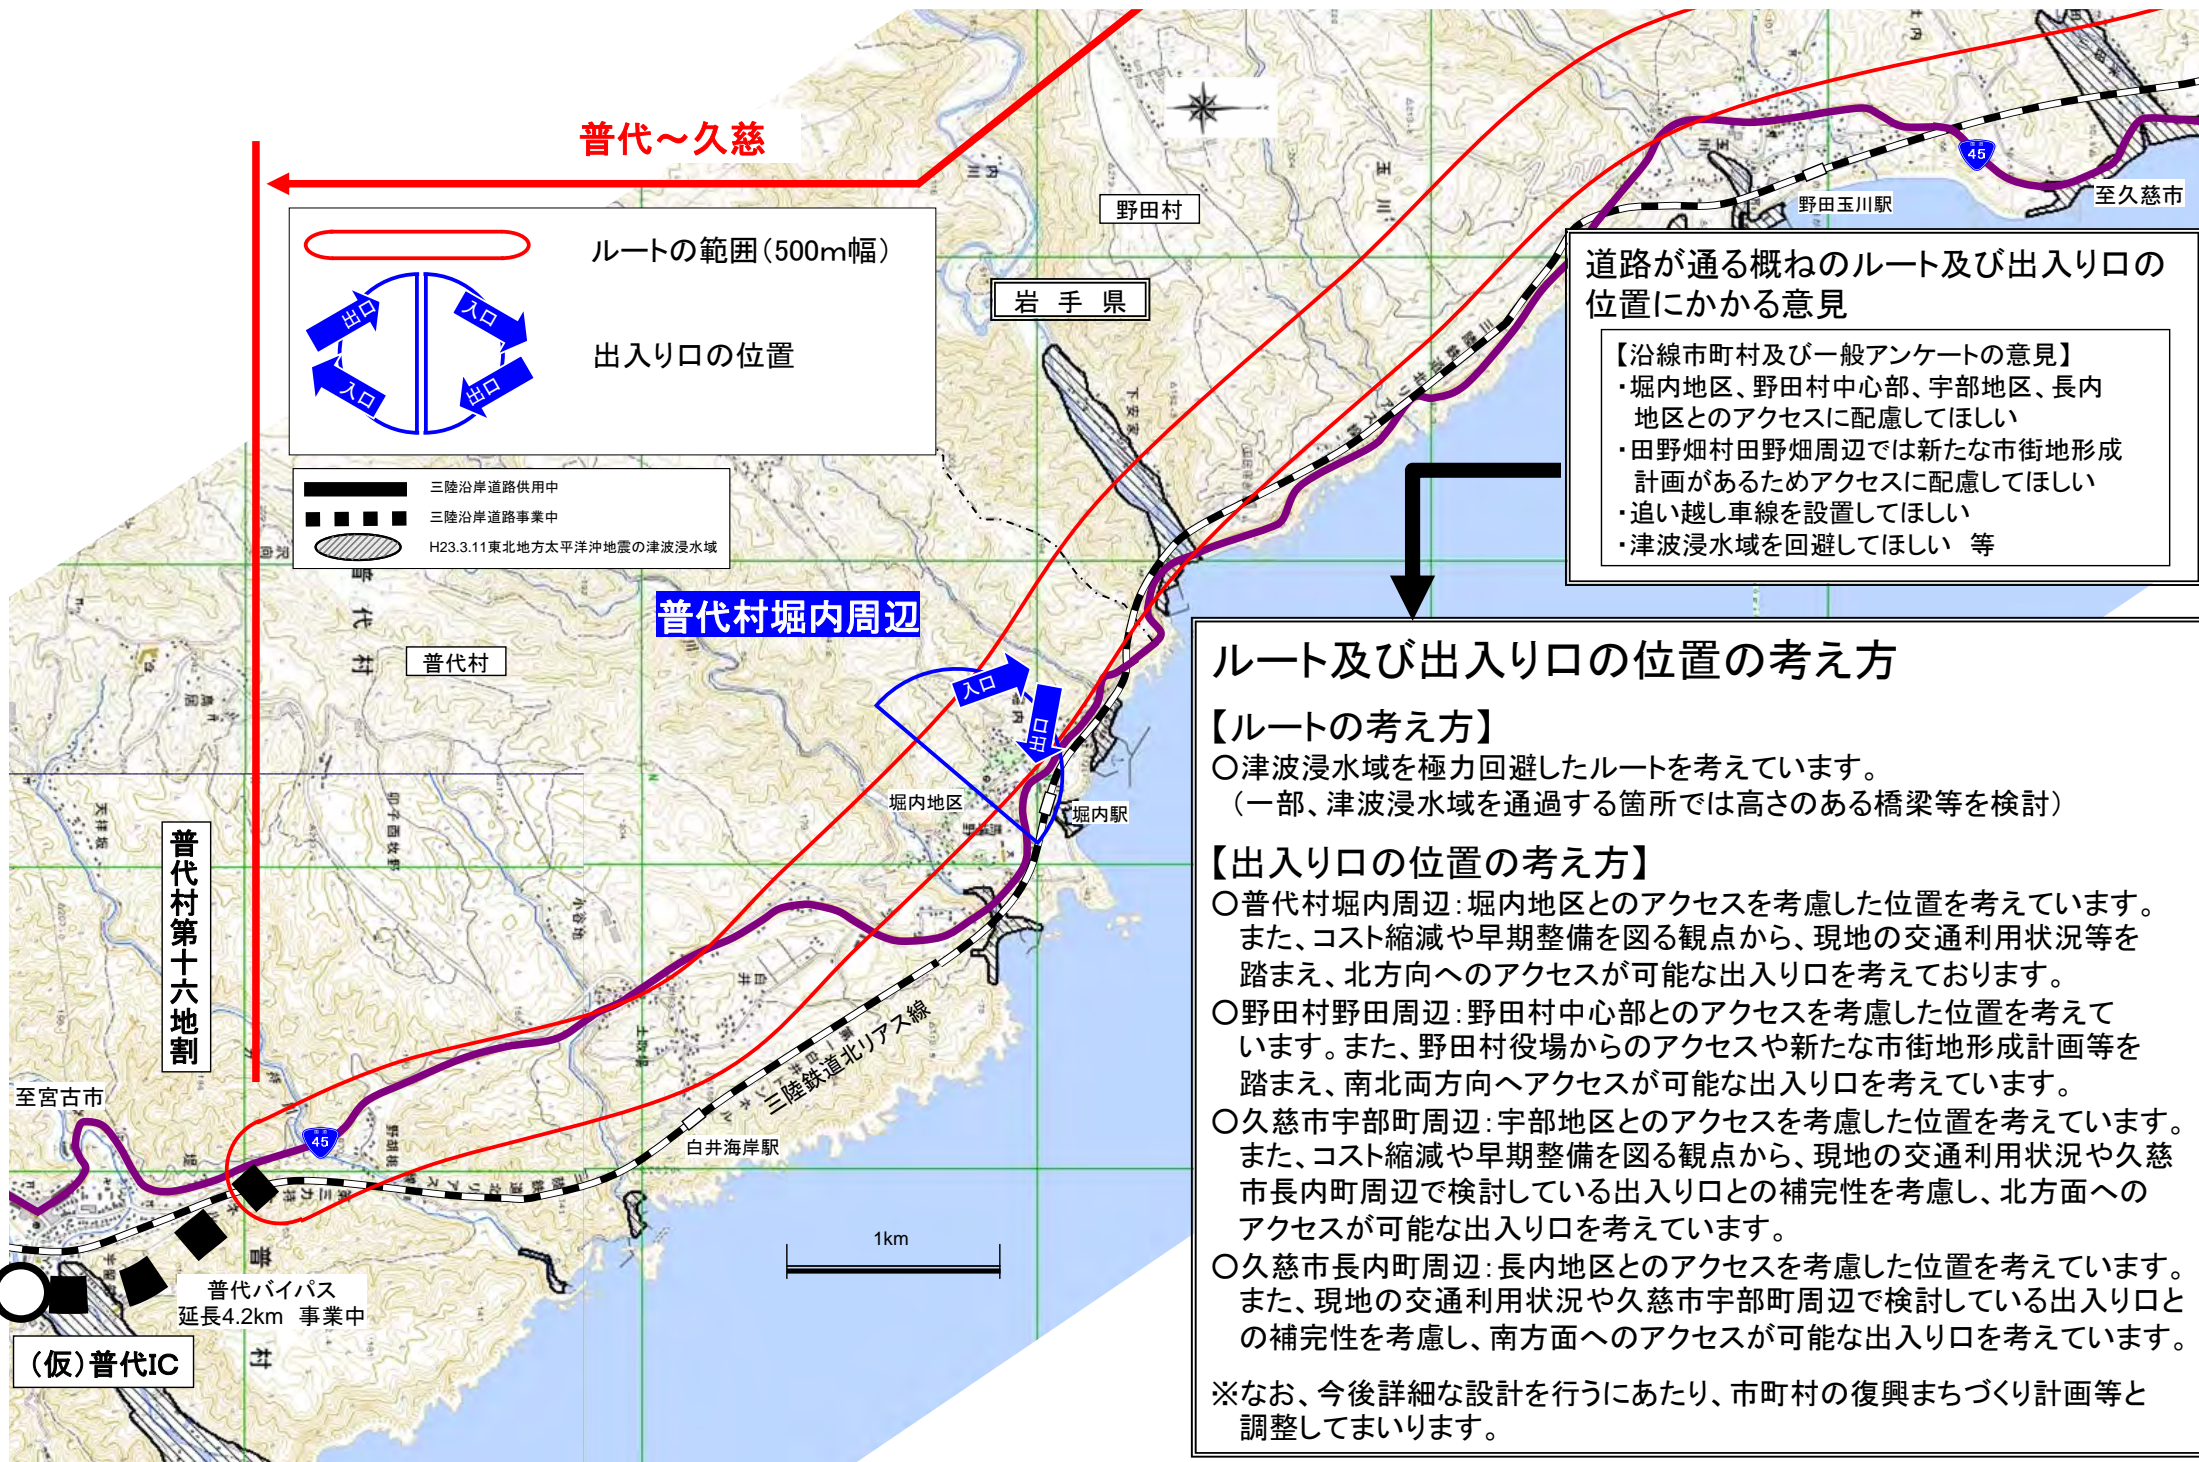 普代～久慈
ルートの範囲（500m幅）
出口
入口
入口
出口
出入り口の位置
三陸沿岸道路供用中
三陸沿岸道路事業中
H23.3.11東北地方太平洋沖地震の津波浸水域
野田村
岩手県
玉川
内川
下安家
45
野田玉川駅
至久慈市
道路が通る概ねのルート及び出入り口の
位置にかかる意見
【沿線市町村及び一般アンケートの意見】
・堀内地区、野田村中心部、宇部地区、長内
地区とのアクセスに配慮してほしい
・田野畑村田野畑周辺では新たな市街地形成
計画があるためアクセスに配慮してほしい
・追い越し車線を設置してほしい
・津波浸水域を回避してほしい 等
普代村
普代村堀内周辺
普代村
入口
出口
堀内地区
堀内駅
普代村第十六地割
天拝坂
卯子酉牧野
小谷地
白井
土取場
鳥居
野胡桃
至宮古市
45
三陸鉄道北リアス線
白井海岸駅
普代バイパス
延長4.2km 事業中
（仮）普代IC
普
村
1km
ルート及び出入り口の位置の考え方
【ルートの考え方】
○津波浸水域を極力回避したルートを考えています。
（一部、津波浸水域を通過する箇所では高さのある橋梁等を検討）
【出入り口の位置の考え方】
○普代村堀内周辺：堀内地区とのアクセスを考慮した位置を考えています。
また、コスト縮減や早期整備を図る観点から、現地の交通利用状況等を
踏まえ、北方向へのアクセスが可能な出入り口を考えております。
○野田村野田周辺：野田村中心部とのアクセスを考慮した位置を考えて
います。また、野田村役場からのアクセスや新たな市街地形成計画等を
踏まえ、南北両方向へアクセスが可能な出入り口を考えています。
○久慈市宇部町周辺：宇部地区とのアクセスを考慮した位置を考えています。
また、コスト縮減や早期整備を図る観点から、現地の交通利用状況や久慈
市長内町周辺で検討している出入り口との補完性を考慮し、北方面への
アクセスが可能な出入り口を考えています。
○久慈市長内町周辺：長内地区とのアクセスを考慮した位置を考えています。
また、現地の交通利用状況や久慈市宇部町周辺で検討している出入り口と
の補完性を考慮し、南方面へのアクセスが可能な出入り口を考えています。
※なお、今後詳細な設計を行うにあたり、市町村の復興まちづくり計画等と
調整してまいります。